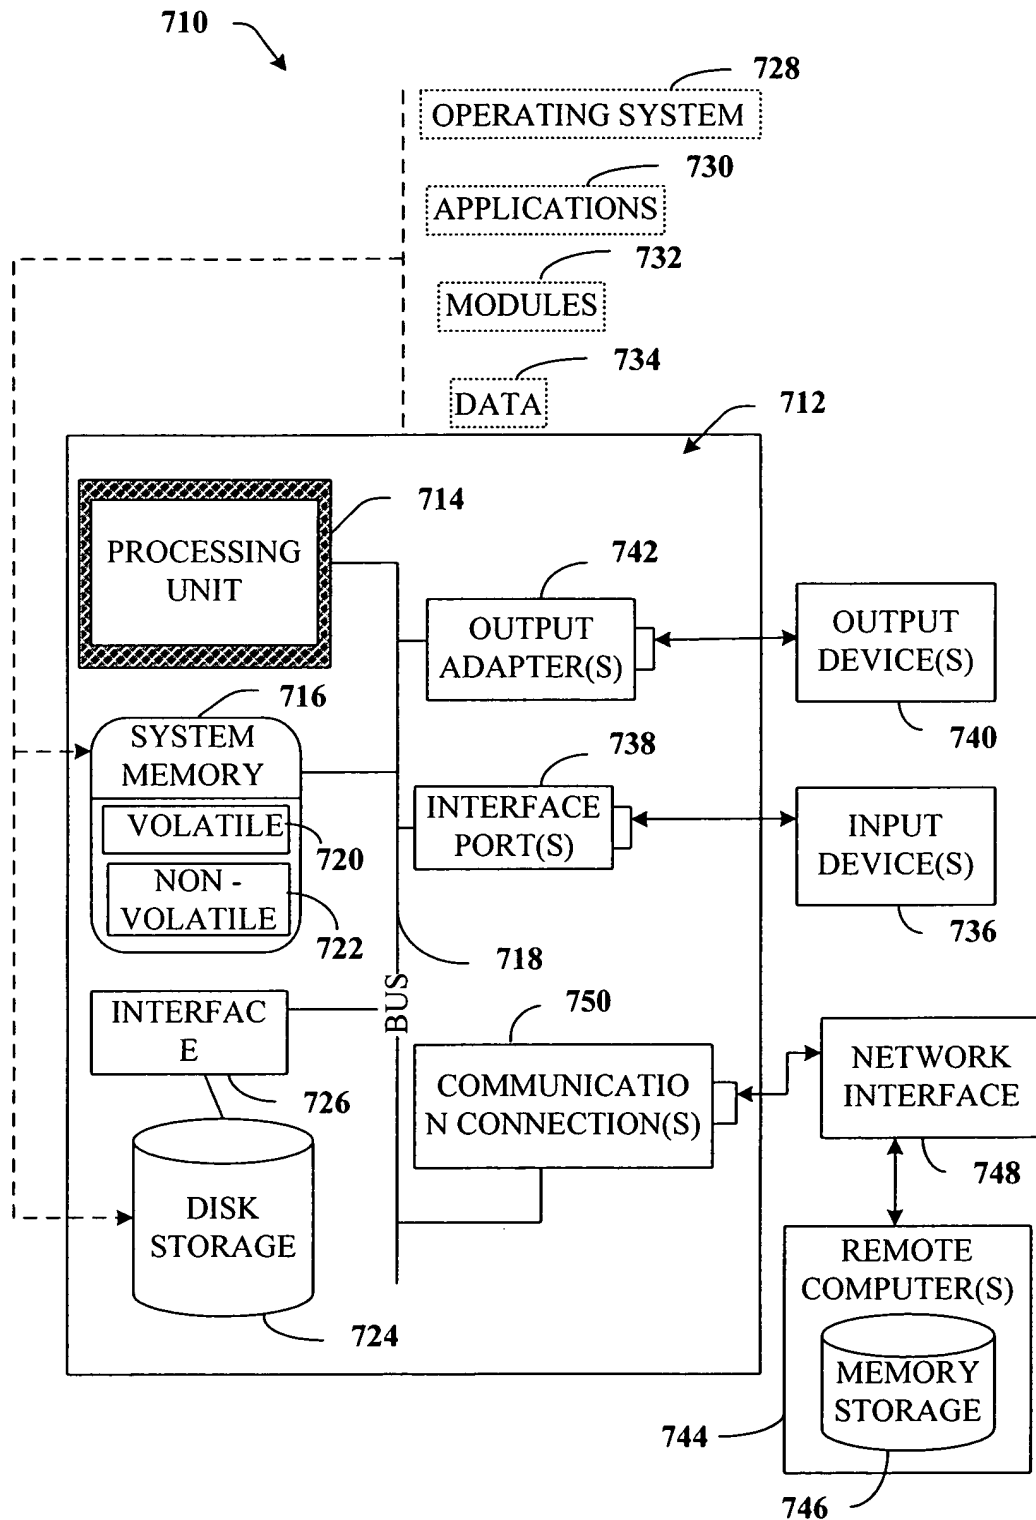 710
728
OPERATING SYSTEM
730
APPLICATIONS
732
MODULES
734
DATA
712
714
PROCESSING
UNIT
742
OUTPUT
ADAPTER(S)
OUTPUT
DEVICE(S)
740
716
SYSTEM
MEMORY
VOLATILE
720
NON -
VOLATILE
722
738
INTERFACE
PORT(S)
INPUT
DEVICE(S)
736
718
BUS
INTERFAC
E
726
750
COMMUNICATIO
N CONNECTION(S)
NETWORK
INTERFACE
748
DISK
STORAGE
724
REMOTE
COMPUTER(S)
MEMORY
STORAGE
744
746